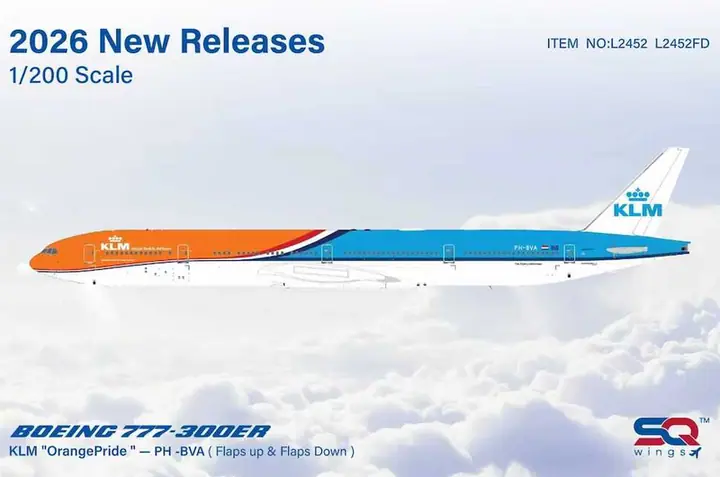 2026 New Releases
1/200 Scale
ITEM NO:L2452 L2452FD
KLM
KLM
PH-BVA
BOEING 777-300ER
KLM "OrangePride " — PH -BVA ( Flaps up & Flaps Down )
SQ
TM
wings